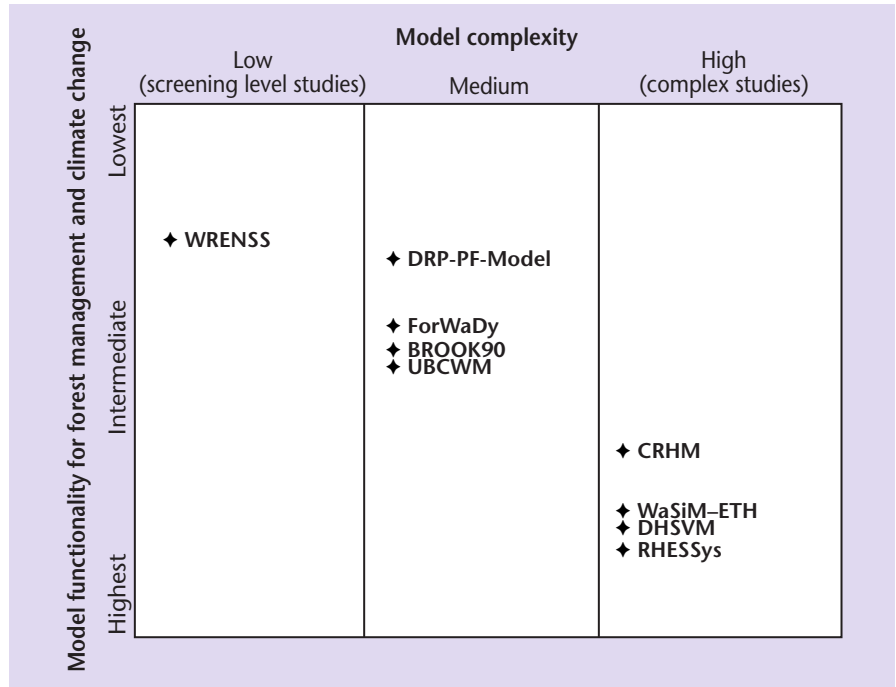 Model complexity
Low
(screening level studies)
Medium
High
(complex studies)
Model functionality for forest management and climate change
Lowest
Intermediate
Highest
WRENSS
DRP-PF-Model
ForWaDy
BROOK90
UBCWM
CRHM
WaSiM–ETH
DHSVM
RHESSys